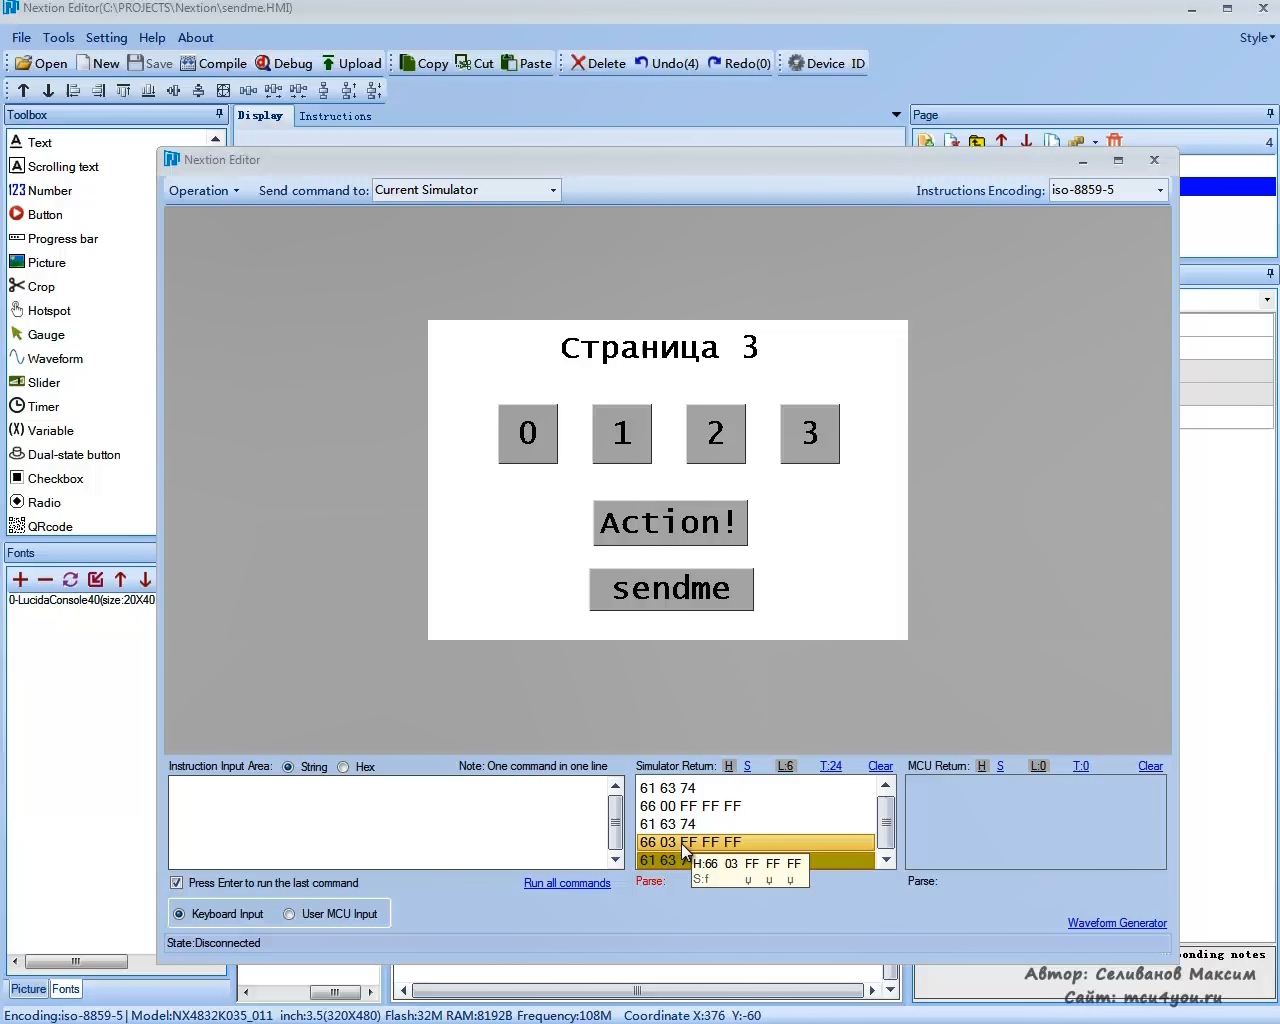 Nextion Editor(C:\PROJECTS\Nextion\sendme.HMI)
File Tools Setting Help About Style
Open New Save Compile Debug Upload Copy Cut Paste Delete Undo(4) Redo(0) Device ID
Toolbox Display Instructions Page
4
Text
Scrolling text
123 Number
Button
Progress bar
Picture
Crop
Hotspot
Gauge
Waveform
Slider
Timer
(X) Variable
Dual-state button
Checkbox
Radio
QRcode
Fonts
0-LucidaConsole40(size:20X40
Picture Fonts
Nextion Editor
Operation Send command to: Current Simulator Instructions Encoding: iso-8859-5
Страница 3
0 1 2 3
Action!
sendme
Instruction Input Area: String Hex Note: One command in one line
Simulator Return: H S L:6 T:24 Clear
MCU Return: H S L:0 T:0 Clear
61 63 74
66 00 FF FF FF
61 63 74
66 03 FF FF FF
61 63 7
H:66 03 FF FF FF
S:f џ џ џ
Press Enter to run the last command Run all commands
Parse: Parse:
Keyboard Input User MCU Input
Waveform Generator
State:Disconnected
onding notes
Автор: Селиванов Максим
Сайт: mcu4you.ru
Encoding:iso-8859-5| Model:NX4832K035_011 inch:3.5(320X480) Flash:32M RAM:8192B Frequency:108M Coordinate X:376 Y:-60